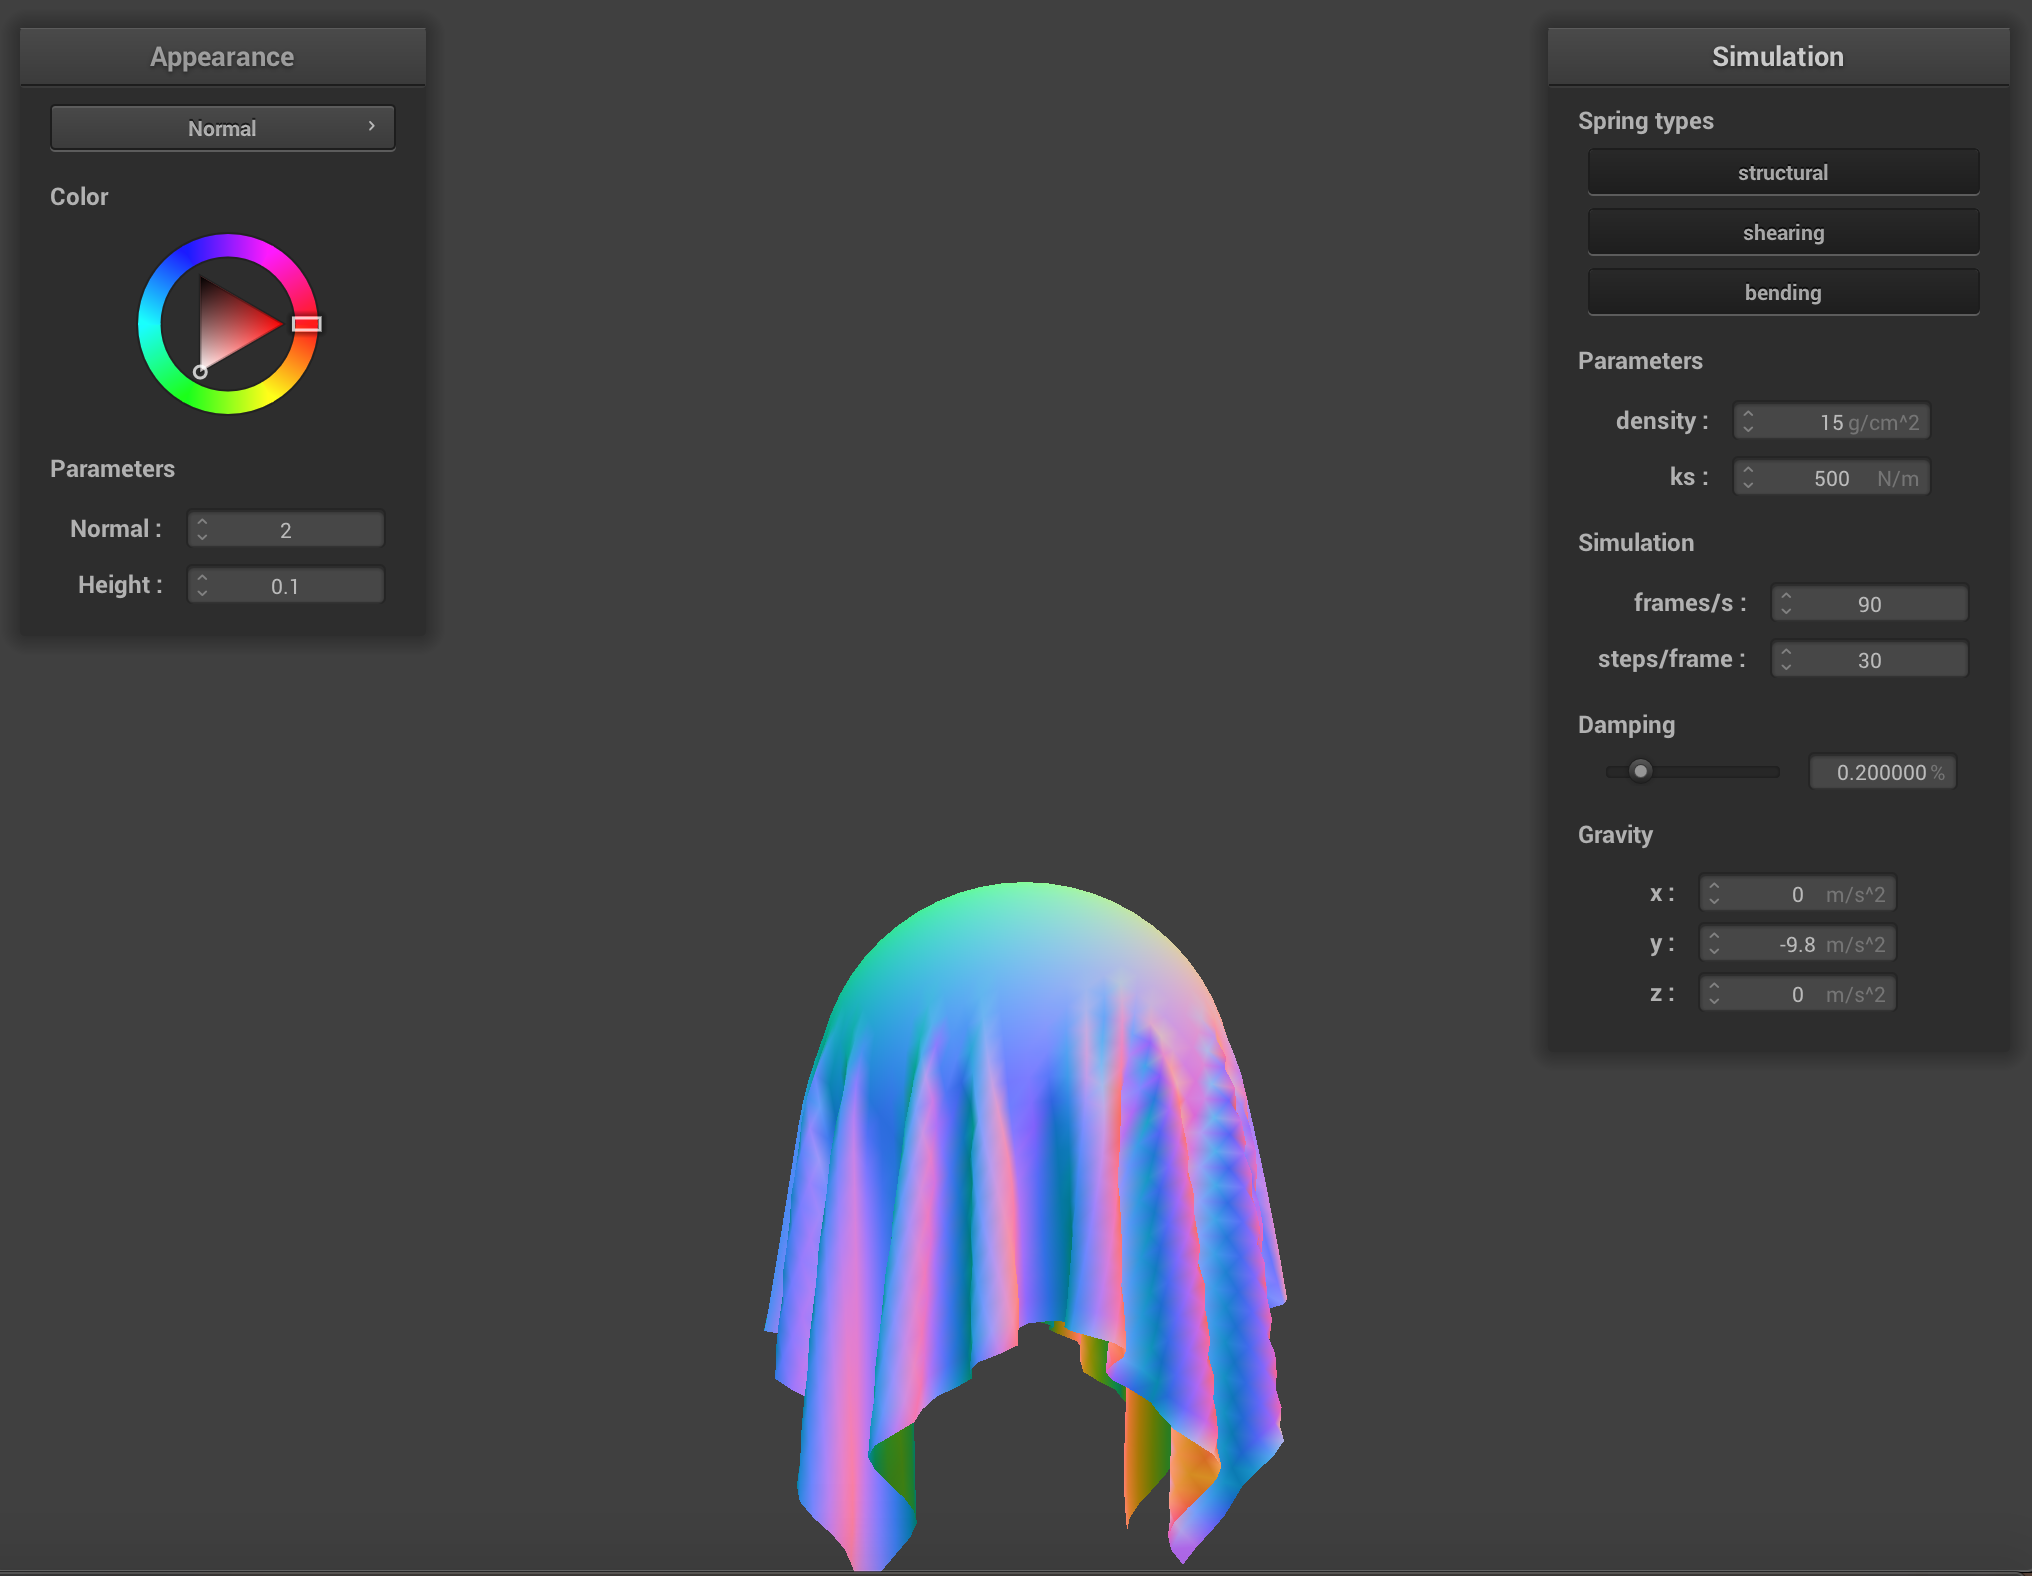 Appearance
Normal
Color
Parameters
Normal : 2
Height : 0.1
Simulation
Spring types
structural
shearing
bending
Parameters
density : 15 g/cm^2
ks : 500 N/m
Simulation
frames/s : 90
steps/frame : 30
Damping
0.200000 %
Gravity
x : 0 m/s^2
y : -9.8 m/s^2
z : 0 m/s^2